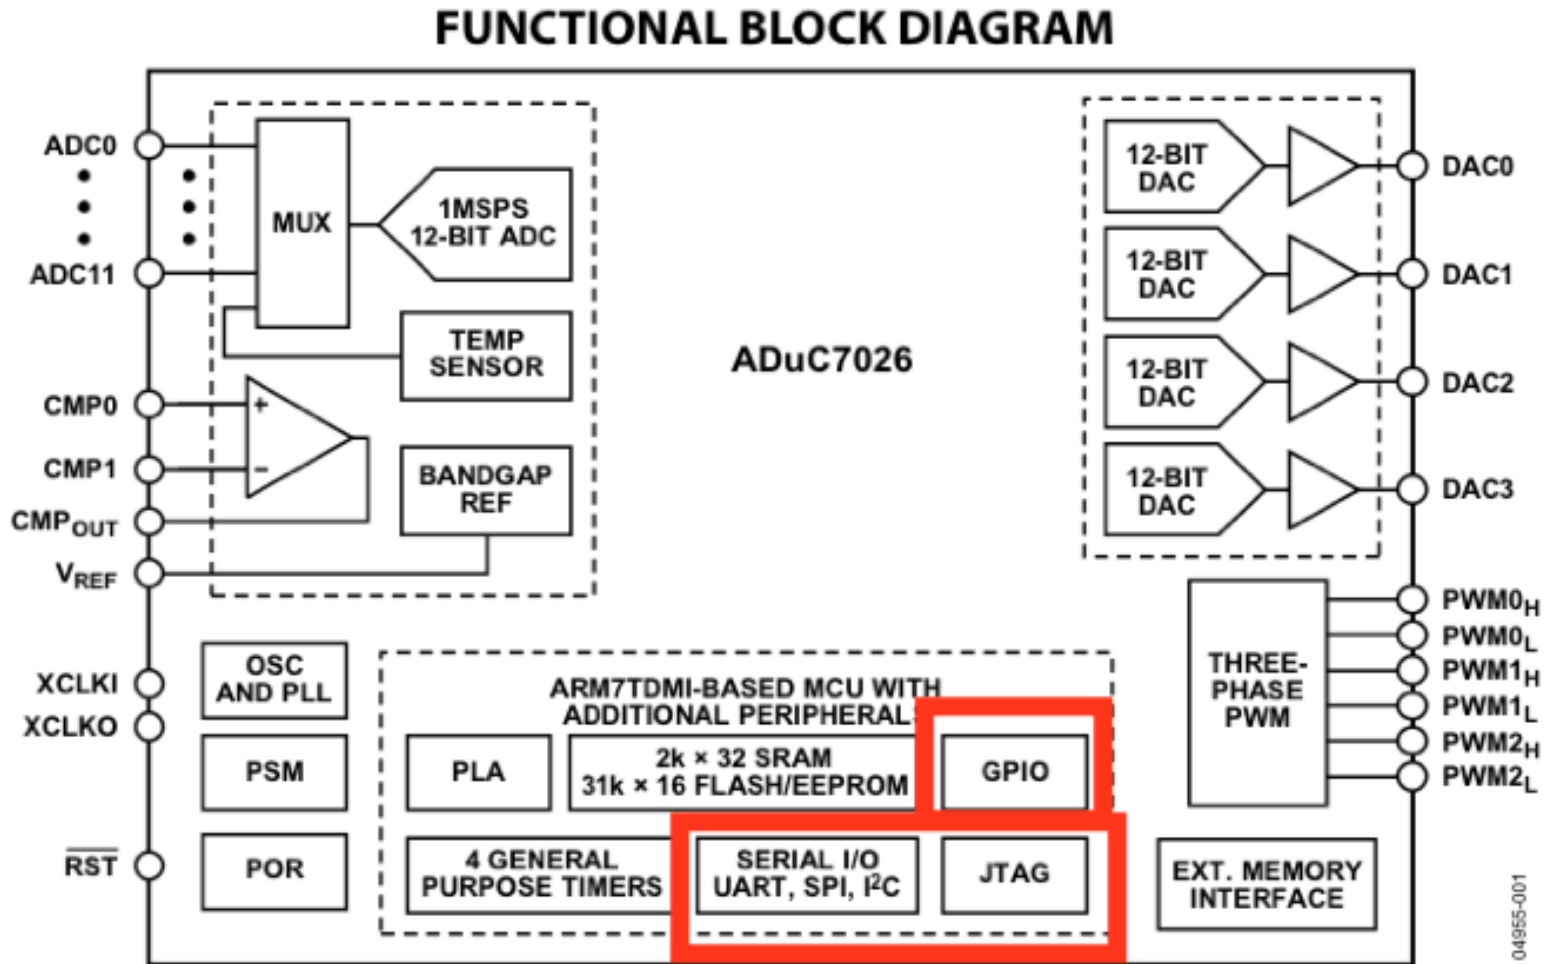 FUNCTIONAL BLOCK DIAGRAM
ADC0
ADC11
CMP0
CMP1
CMPOUT
VREF
XCLKI
XCLKO
RST
MUX
1MSPS
12-BIT ADC
TEMP
SENSOR
+
−
BANDGAP
REF
ADuC7026
12-BIT
DAC
12-BIT
DAC
12-BIT
DAC
12-BIT
DAC
DAC0
DAC1
DAC2
DAC3
OSC
AND PLL
PSM
POR
ARM7TDMI-BASED MCU WITH
ADDITIONAL PERIPHERAL
PLA
2k × 32 SRAM
31k × 16 FLASH/EEPROM
GPIO
4 GENERAL
PURPOSE TIMERS
SERIAL I/O
UART, SPI, I²C
JTAG
THREE-
PHASE
PWM
PWM0H
PWM0L
PWM1H
PWM1L
PWM2H
PWM2L
EXT. MEMORY
INTERFACE
04955-001